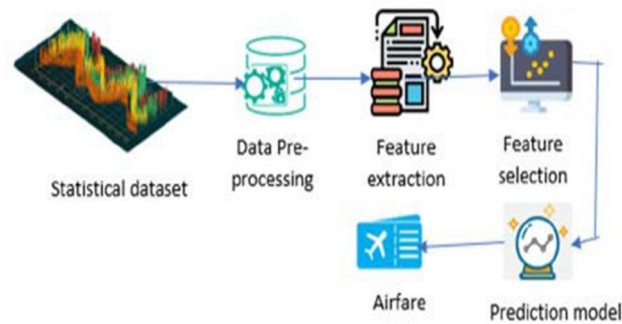 Statistical dataset
Data Pre-
processing
Feature
extraction
Feature
selection
Airfare
Prediction model